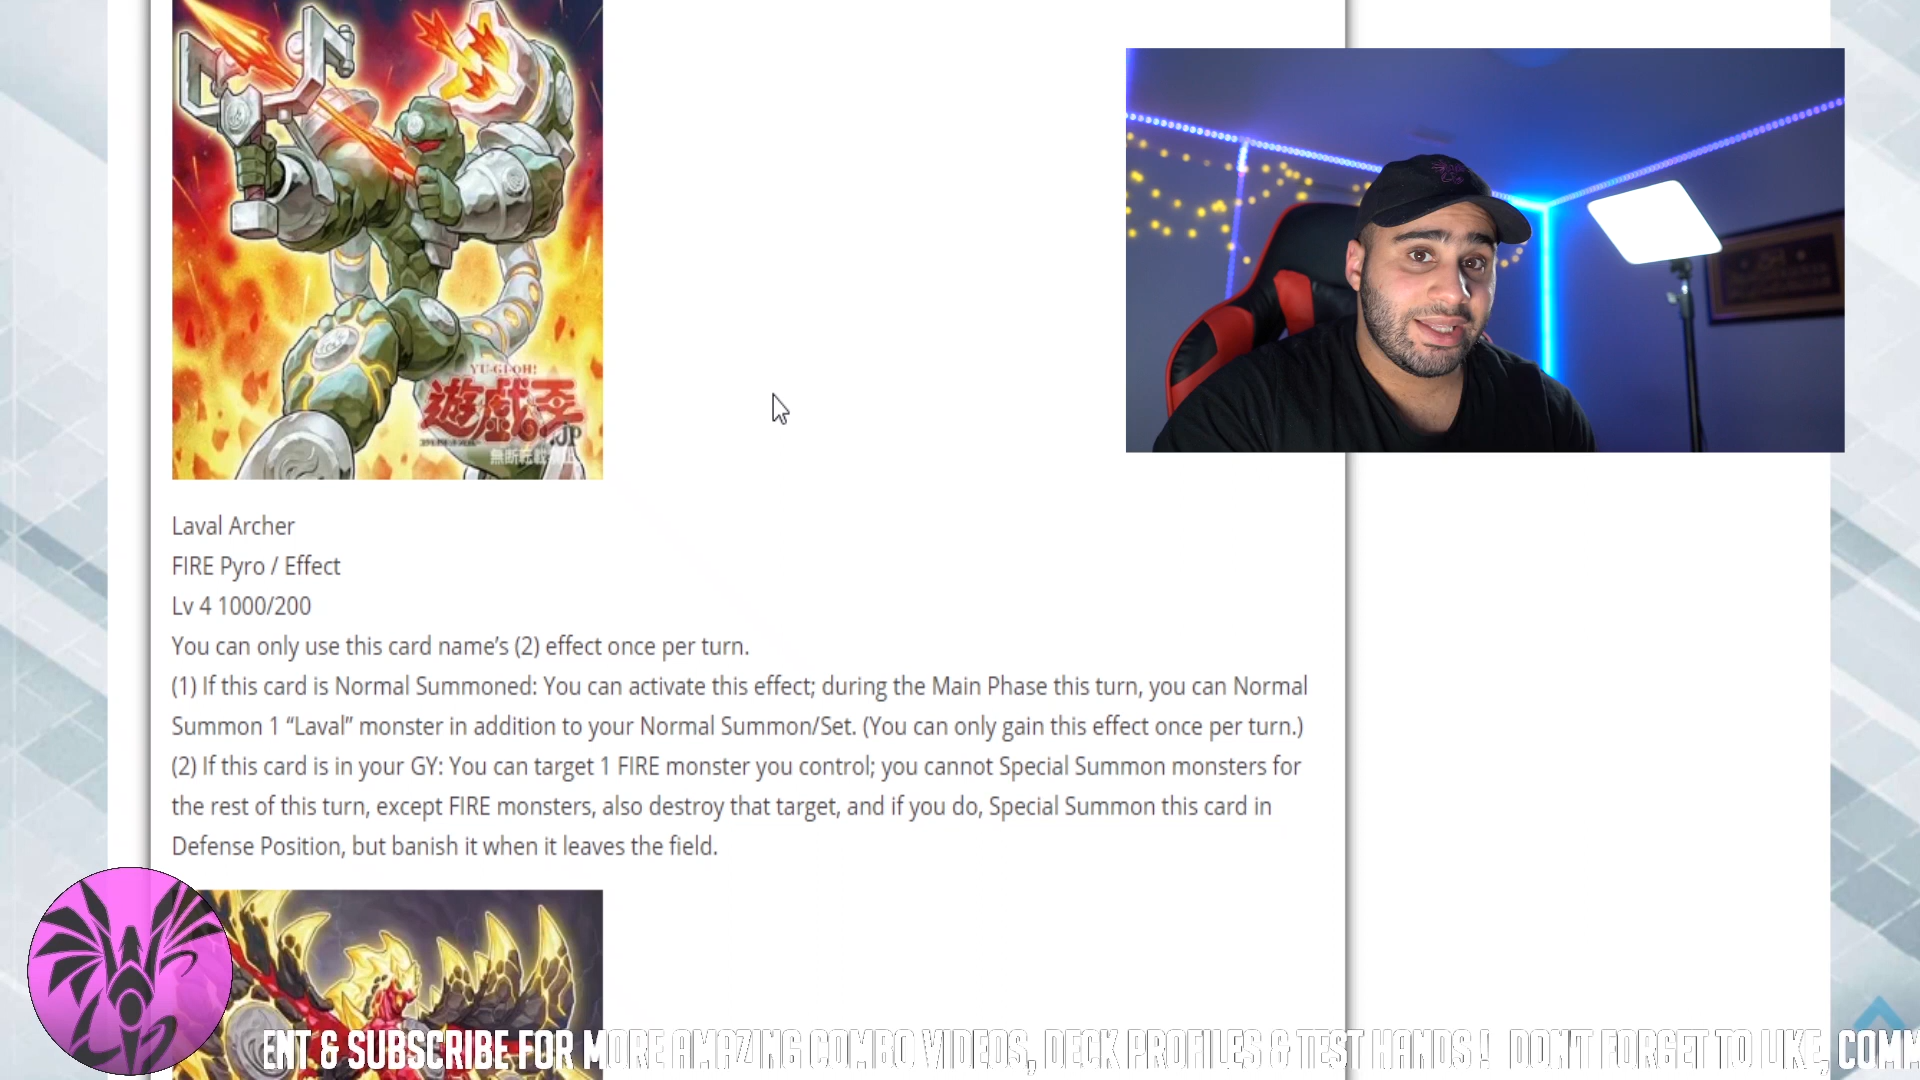 YU-GI-OH!
遊戯王
.jp
Laval Archer
FIRE Pyro / Effect
Lv 4 1000/200
You can only use this card name’s (2) effect once per turn.
(1) If this card is Normal Summoned: You can activate this effect; during the Main Phase this turn, you can Normal
Summon 1 “Laval” monster in addition to your Normal Summon/Set. (You can only gain this effect once per turn.)
(2) If this card is in your GY: You can target 1 FIRE monster you control; you cannot Special Summon monsters for
the rest of this turn, except FIRE monsters, also destroy that target, and if you do, Special Summon this card in
Defense Position, but banish it when it leaves the field.
ENT & SUBSCRIBE FOR MORE AMAZING COMBO VIDEOS, DECK PROFILES & TEST HANDS ! DON'T FORGET TO LIKE, COMM